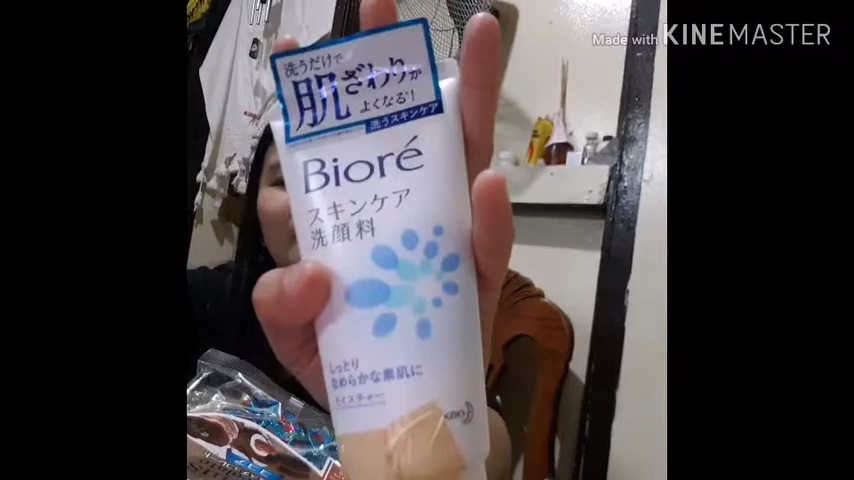 Made with KINEMASTER
洗うだけで
肌ざわりが
よくなる!
洗うスキンケア
Bioré
スキンケア
洗顔料
しっとり
なめらかな素肌に
モイスチャー